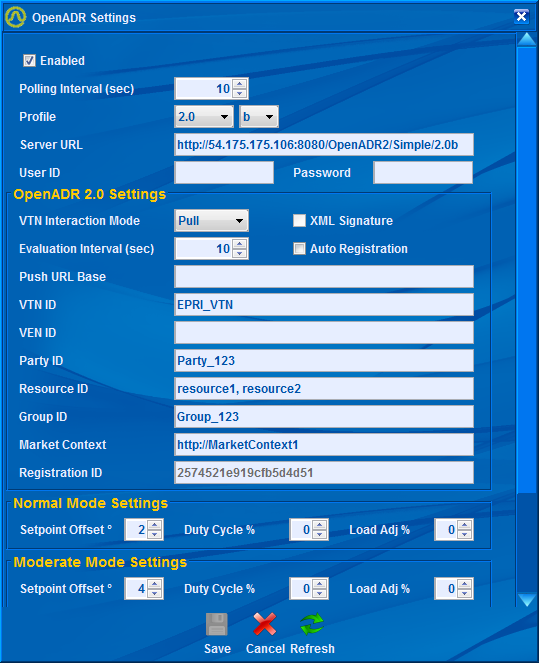 OpenADR Settings
Enabled
Polling Interval (sec) 10
Profile 2.0 b
Server URL http://54.175.175.106:8080/OpenADR2/Simple/2.0b
User ID Password
OpenADR 2.0 Settings
VTN Interaction Mode Pull XML Signature
Evaluation Interval (sec) 10 Auto Registration
Push URL Base
VTN ID EPRI_VTN
VEN ID
Party ID Party_123
Resource ID resource1, resource2
Group ID Group_123
Market Context http://MarketContext1
Registration ID 2574521e919cfb5d4d51
Normal Mode Settings
Setpoint Offset ° 2 Duty Cycle % 0 Load Adj % 0
Moderate Mode Settings
Setpoint Offset ° 4 Duty Cycle % 0 Load Adj % 0
Save Cancel Refresh